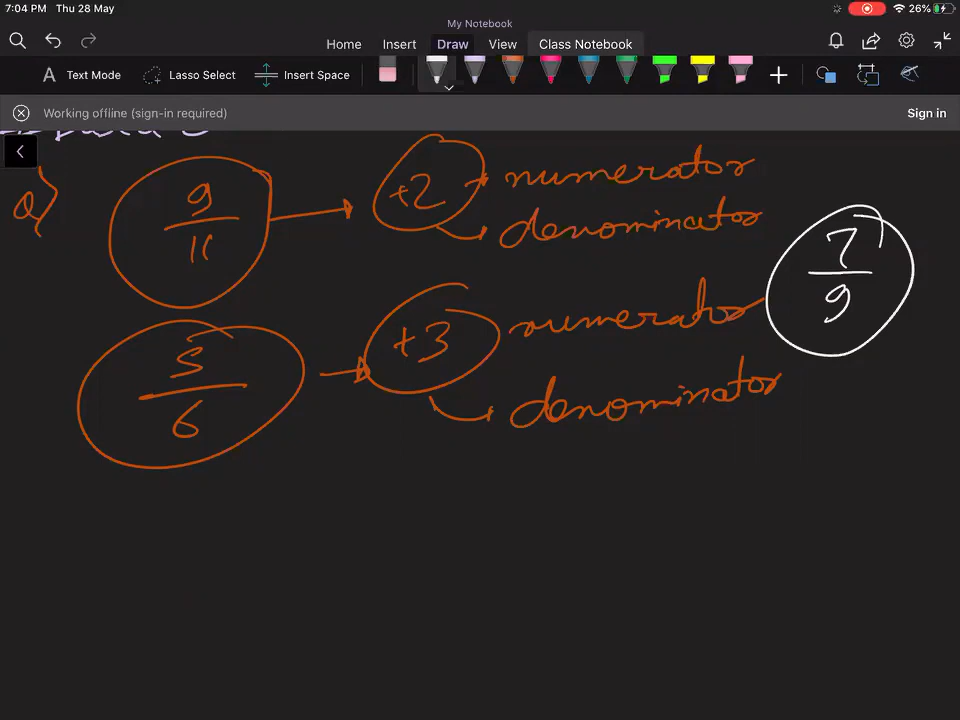 7:04 PM Thu 28 May
26%
My Notebook
Home Insert Draw View Class Notebook
A Text Mode Lasso Select Insert Space
Working offline (sign-in required) Sign in
Q) 9/11 → +2 numerator
denominator
7/9
5/6 → +3 numerator
denominator